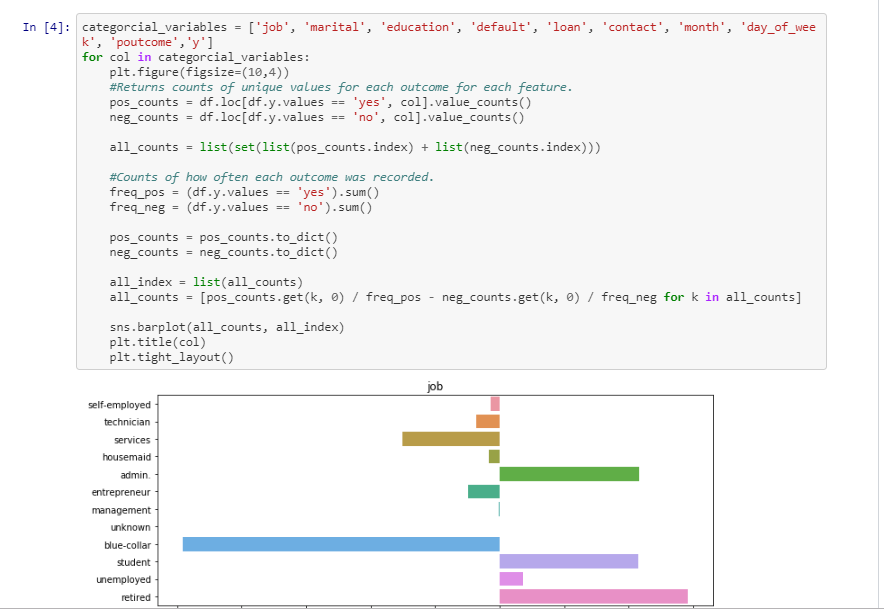 In [4]: categorcial_variables = ['job', 'marital', 'education', 'default', 'loan', 'contact', 'month', 'day_of_wee
k', 'poutcome','y']
for col in categorcial_variables:
    plt.figure(figsize=(10,4))
    #Returns counts of unique values for each outcome for each feature.
    pos_counts = df.loc[df.y.values == 'yes', col].value_counts()
    neg_counts = df.loc[df.y.values == 'no', col].value_counts()
    all_counts = list(set(list(pos_counts.index) + list(neg_counts.index)))
    #Counts of how often each outcome was recorded.
    freq_pos = (df.y.values == 'yes').sum()
    freq_neg = (df.y.values == 'no').sum()
    pos_counts = pos_counts.to_dict()
    neg_counts = neg_counts.to_dict()
    all_index = list(all_counts)
    all_counts = [pos_counts.get(k, 0) / freq_pos - neg_counts.get(k, 0) / freq_neg for k in all_counts]
    sns.barplot(all_counts, all_index)
    plt.title(col)
    plt.tight_layout()
job
self-employed
technician
services
housemaid
admin.
entrepreneur
management
unknown
blue-collar
student
unemployed
retired